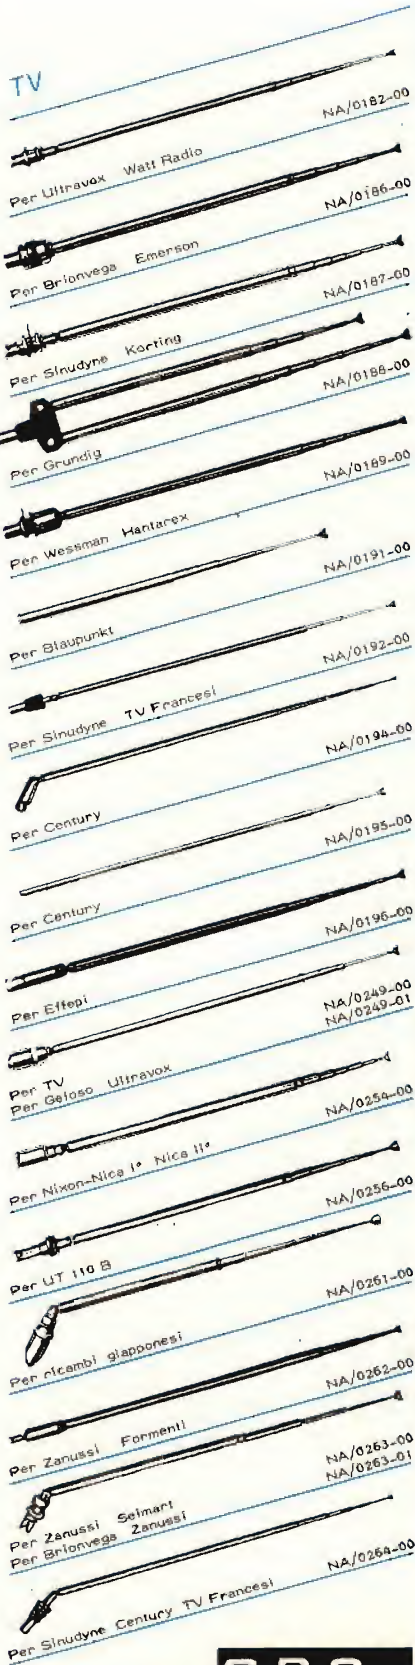 TV
NA/0182-00
Per Ultravox Watt Radio
NA/0186-00
Per Brionvega Emerson
NA/0187-00
Per Sinudyne Korting
NA/0188-00
Per Grundig
NA/0189-00
Per Wessman Hantarex
NA/0191-00
Per Blaupunkt
NA/0192-00
Per Sinudyne TV Francesi
NA/0194-00
Per Century
NA/0195-00
Per Century
NA/0196-00
Per Effepi
NA/0249-00
NA/0249-01
Per TV
Per Geloso Ultravox
NA/0254-00
Per Nixon-Nica I° Nica II°
NA/0256-00
Per UT 110 B
NA/0261-00
Per ricambi giapponesi
NA/0262-00
Per Zanussi Formenti
NA/0263-00
NA/0263-01
Per Zanussi Selmart
Per Brionvega Zanussi
NA/0264-00
Per Sinudyne Century TV Francesi